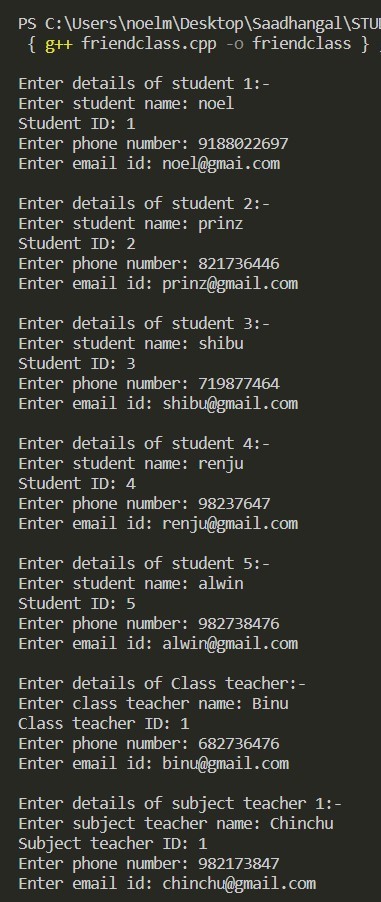 PS C:\Users\noelm\Desktop\Saadhangal\STU
{ g++ friendclass.cpp -o friendclass }
Enter details of student 1:-
Enter student name: noel
Student ID: 1
Enter phone number: 9188022697
Enter email id: noel@gmai.com
Enter details of student 2:-
Enter student name: prinz
Student ID: 2
Enter phone number: 821736446
Enter email id: prinz@gmail.com
Enter details of student 3:-
Enter student name: shibu
Student ID: 3
Enter phone number: 719877464
Enter email id: shibu@gmail.com
Enter details of student 4:-
Enter student name: renju
Student ID: 4
Enter phone number: 98237647
Enter email id: renju@gmail.com
Enter details of student 5:-
Enter student name: alwin
Student ID: 5
Enter phone number: 982738476
Enter email id: alwin@gmail.com
Enter details of Class teacher:-
Enter class teacher name: Binu
Class teacher ID: 1
Enter phone number: 682736476
Enter email id: binu@gmail.com
Enter details of subject teacher 1:-
Enter subject teacher name: Chinchu
Subject teacher ID: 1
Enter phone number: 982173847
Enter email id: chinchu@gmail.com